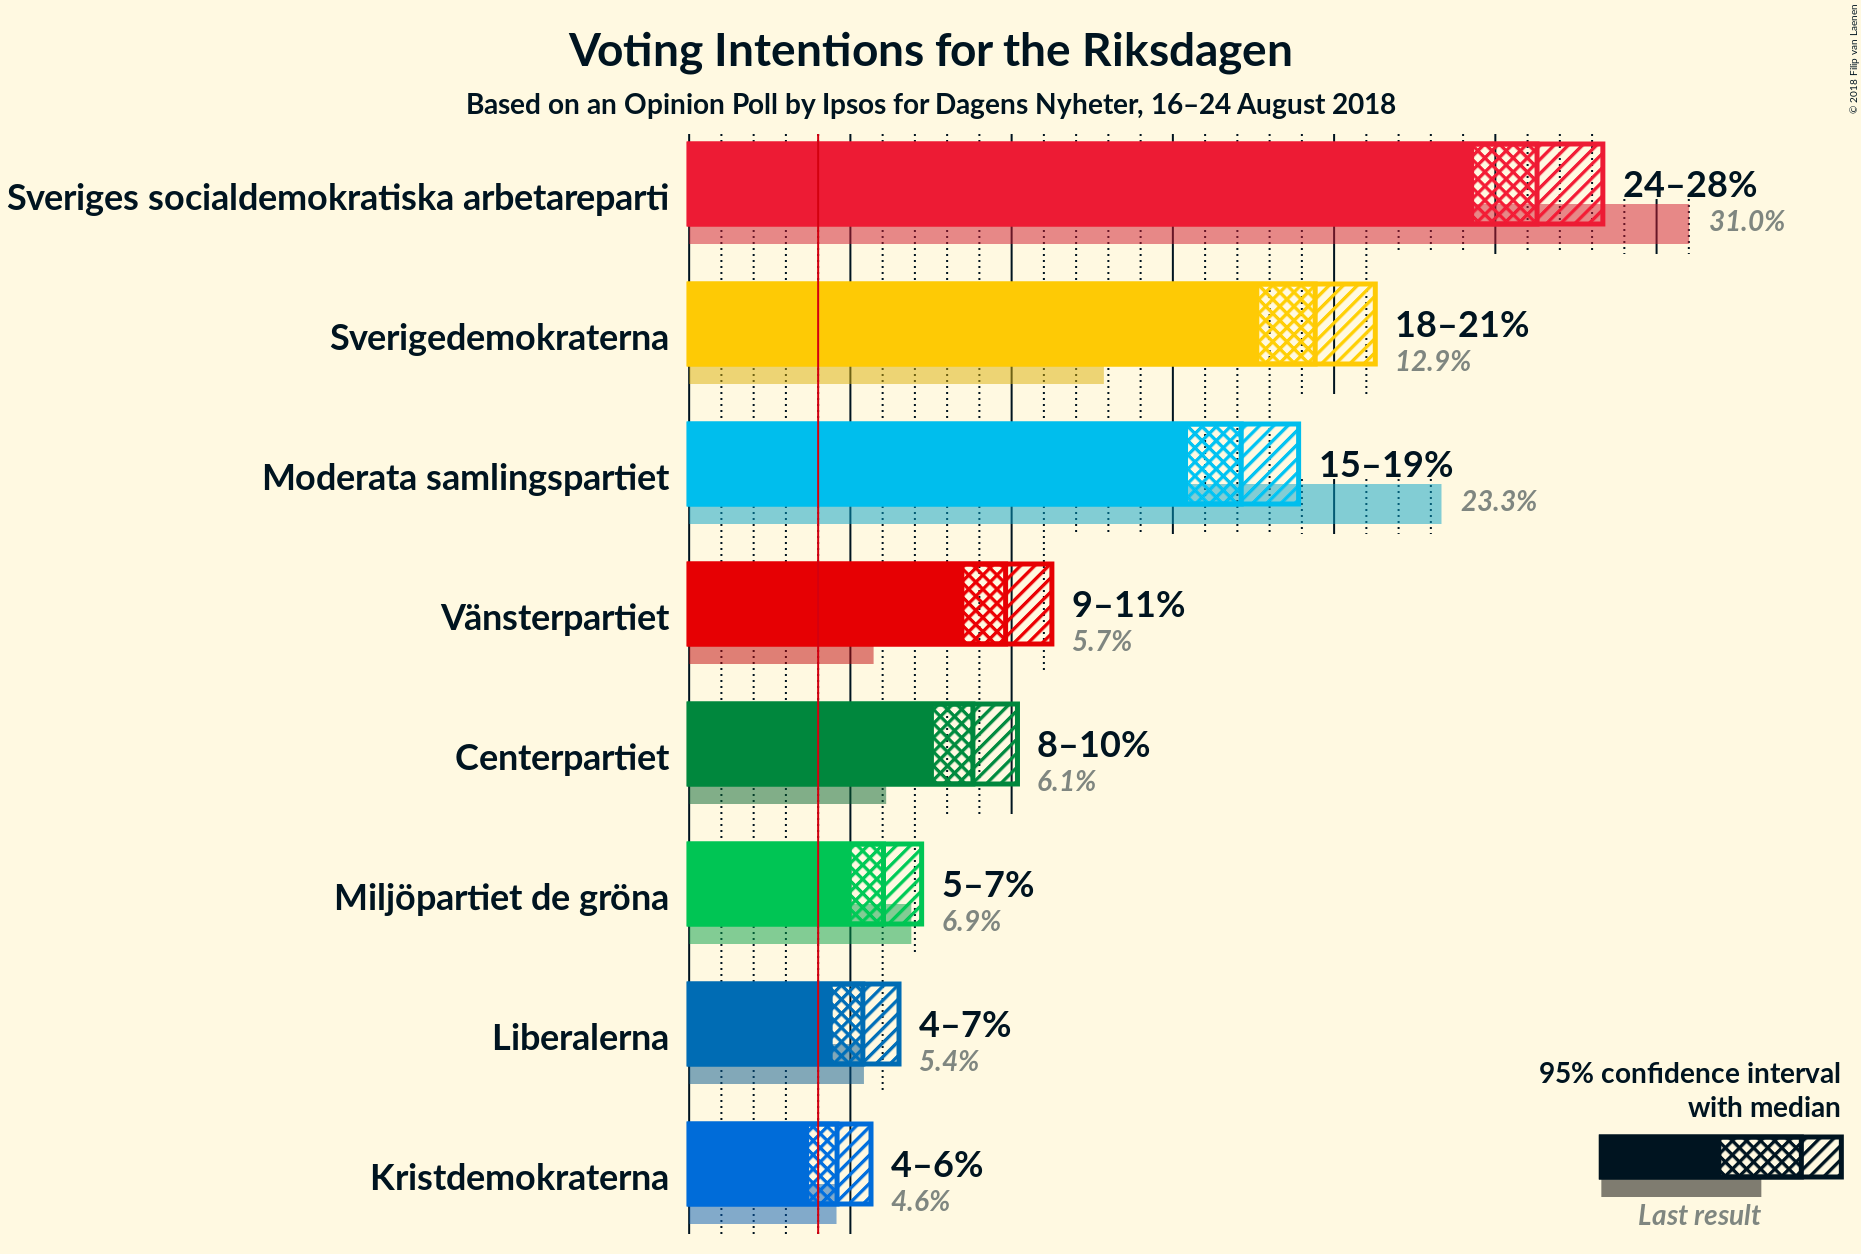 Voting Intentions for the Riksdagen
Based on an Opinion Poll by Ipsos for Dagens Nyheter, 16–24 August 2018
© 2018 Filip van Laenen
Sveriges socialdemokratiska arbetareparti
24–28%
31.0%
Sverigedemokraterna
18–21%
12.9%
Moderata samlingspartiet
15–19%
23.3%
Vänsterpartiet
9–11%
5.7%
Centerpartiet
8–10%
6.1%
Miljöpartiet de gröna
5–7%
6.9%
Liberalerna
4–7%
5.4%
Kristdemokraterna
4–6%
4.6%
95% confidence interval
with median
Last result